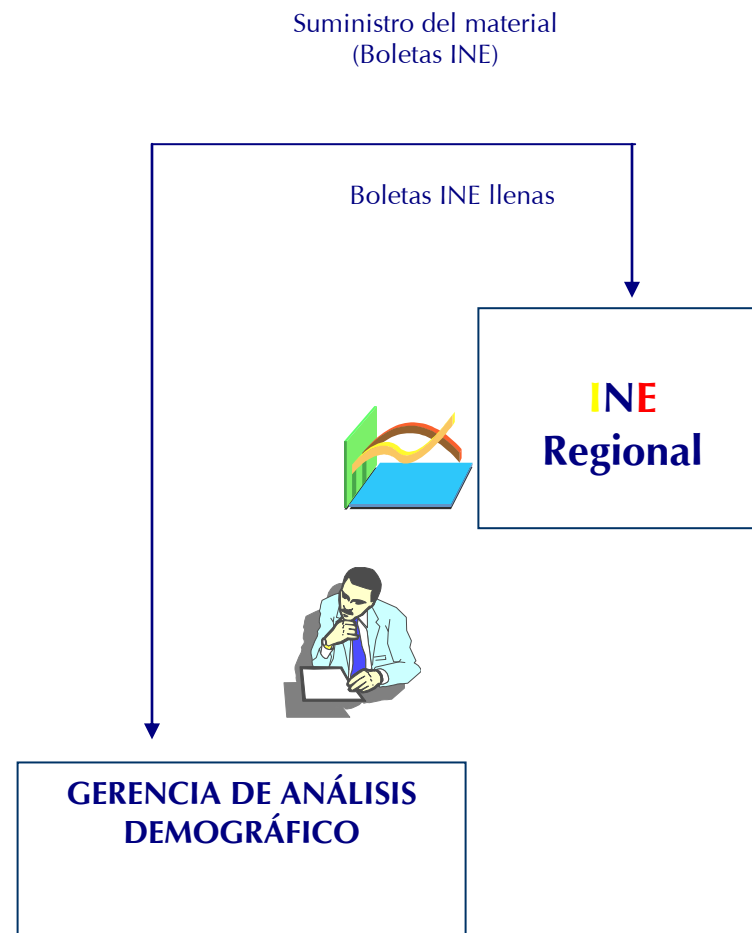 Suministro del material
(Boletas INE)
Boletas INE llenas
INE
Regional
GERENCIA DE ANÁLISIS
DEMOGRÁFICO